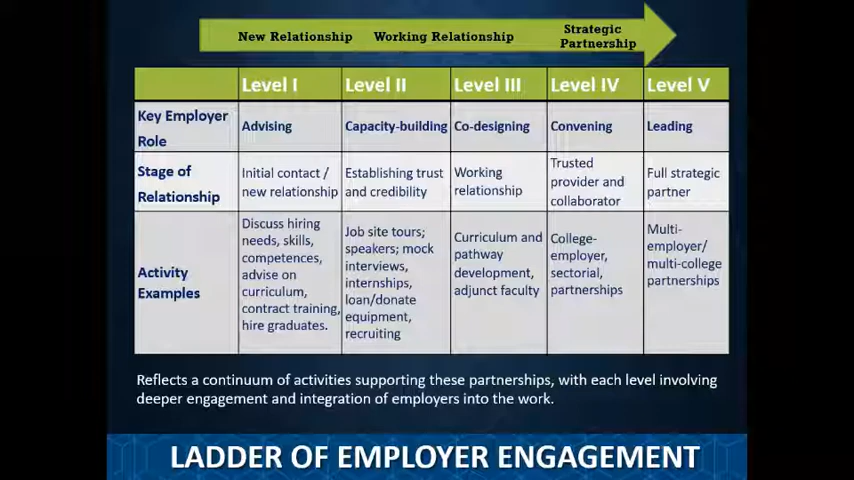 New Relationship Working Relationship Strategic
Partnership
Level I Level II Level III Level IV Level V
Key Employer
Role
Advising
Capacity-building
Co-designing
Convening
Leading
Stage of
Relationship
Initial contact /
new relationship
Establishing trust
and credibility
Working
relationship
Trusted
provider and
collaborator
Full strategic
partner
Activity
Examples
Discuss hiring
needs, skills,
competences,
advise on
curriculum,
contract training,
hire graduates.
Job site tours;
speakers; mock
interviews,
internships,
loan/donate
equipment,
recruiting
Curriculum and
pathway
development,
adjunct faculty
College-
employer,
sectorial,
partnerships
Multi-
employer/
multi-college
partnerships
Reflects a continuum of activities supporting these partnerships, with each level involving
deeper engagement and integration of employers into the work.
LADDER OF EMPLOYER ENGAGEMENT